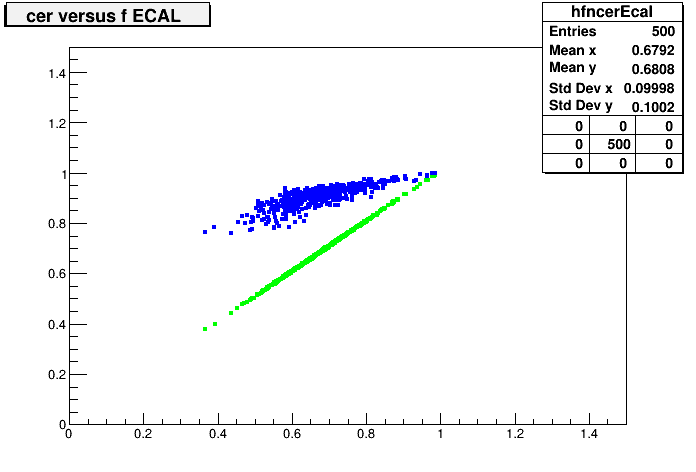 cer versus f ECAL
hfncerEcal
Entries 500
Mean x 0.6792
Mean y 0.6808
Std Dev x 0.09998
Std Dev y 0.1002
0 0 0
0 500 0
0 0 0
1.4
1.2
1
0.8
0.6
0.4
0.2
0
0 0.2 0.4 0.6 0.8 1 1.2 1.4